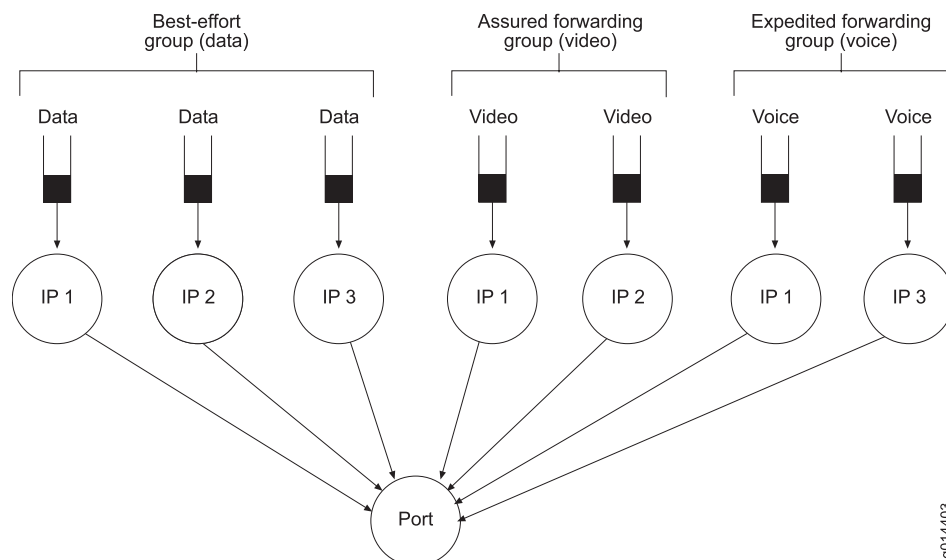 Best-effort
group (data)
Assured forwarding
group (video)
Expedited forwarding
group (voice)
Data
Data
Data
Video
Video
Voice
Voice
IP 1
IP 2
IP 3
IP 1
IP 2
IP 1
IP 3
Port
g014403